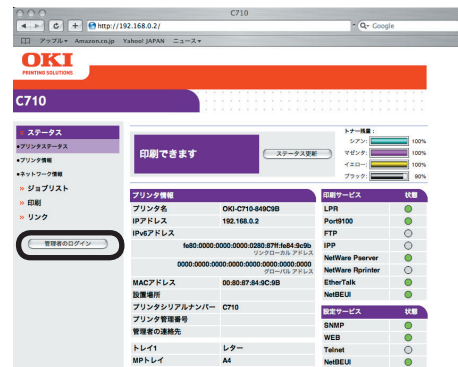 C710
http://192.168.0.2/
Q- Google
アップル▾ Amazon.co.jp Yahoo! JAPAN ニュース▾
OKI
PRINTING SOLUTIONS
C710
ステータス
•プリンタステータス
•プリンタ情報
•ネットワーク情報
» ジョブリスト
» 印刷
» リンク
管理者のログイン
印刷できます
ステータス更新
トナー残量:
シアン: 100%
マゼンタ: 100%
イエロー: 100%
ブラック: 90%
プリンタ情報
プリンタ名 OKI-C710-849C9B
IPアドレス 192.168.0.2
IPv6アドレス
fe80:0000:0000:0000:0280:87ff:fe84:9c9b
リンクローカル アドレス
0000:0000:0000:0000:0000:0000:0000:0000
グローバル アドレス
MACアドレス 00:80:87:84:9C:9B
設置場所
プリンタシリアルナンバー C710
プリンタ管理番号
管理者の連絡先
トレイ1 レター
MPトレイ A4
印刷サービス 状態
LPR
Port9100
FTP
IPP
NetWare Pserver
NetWare Rprinter
EtherTalk
NetBEUI
設定サービス 状態
SNMP
WEB
Telnet
NetBEUI